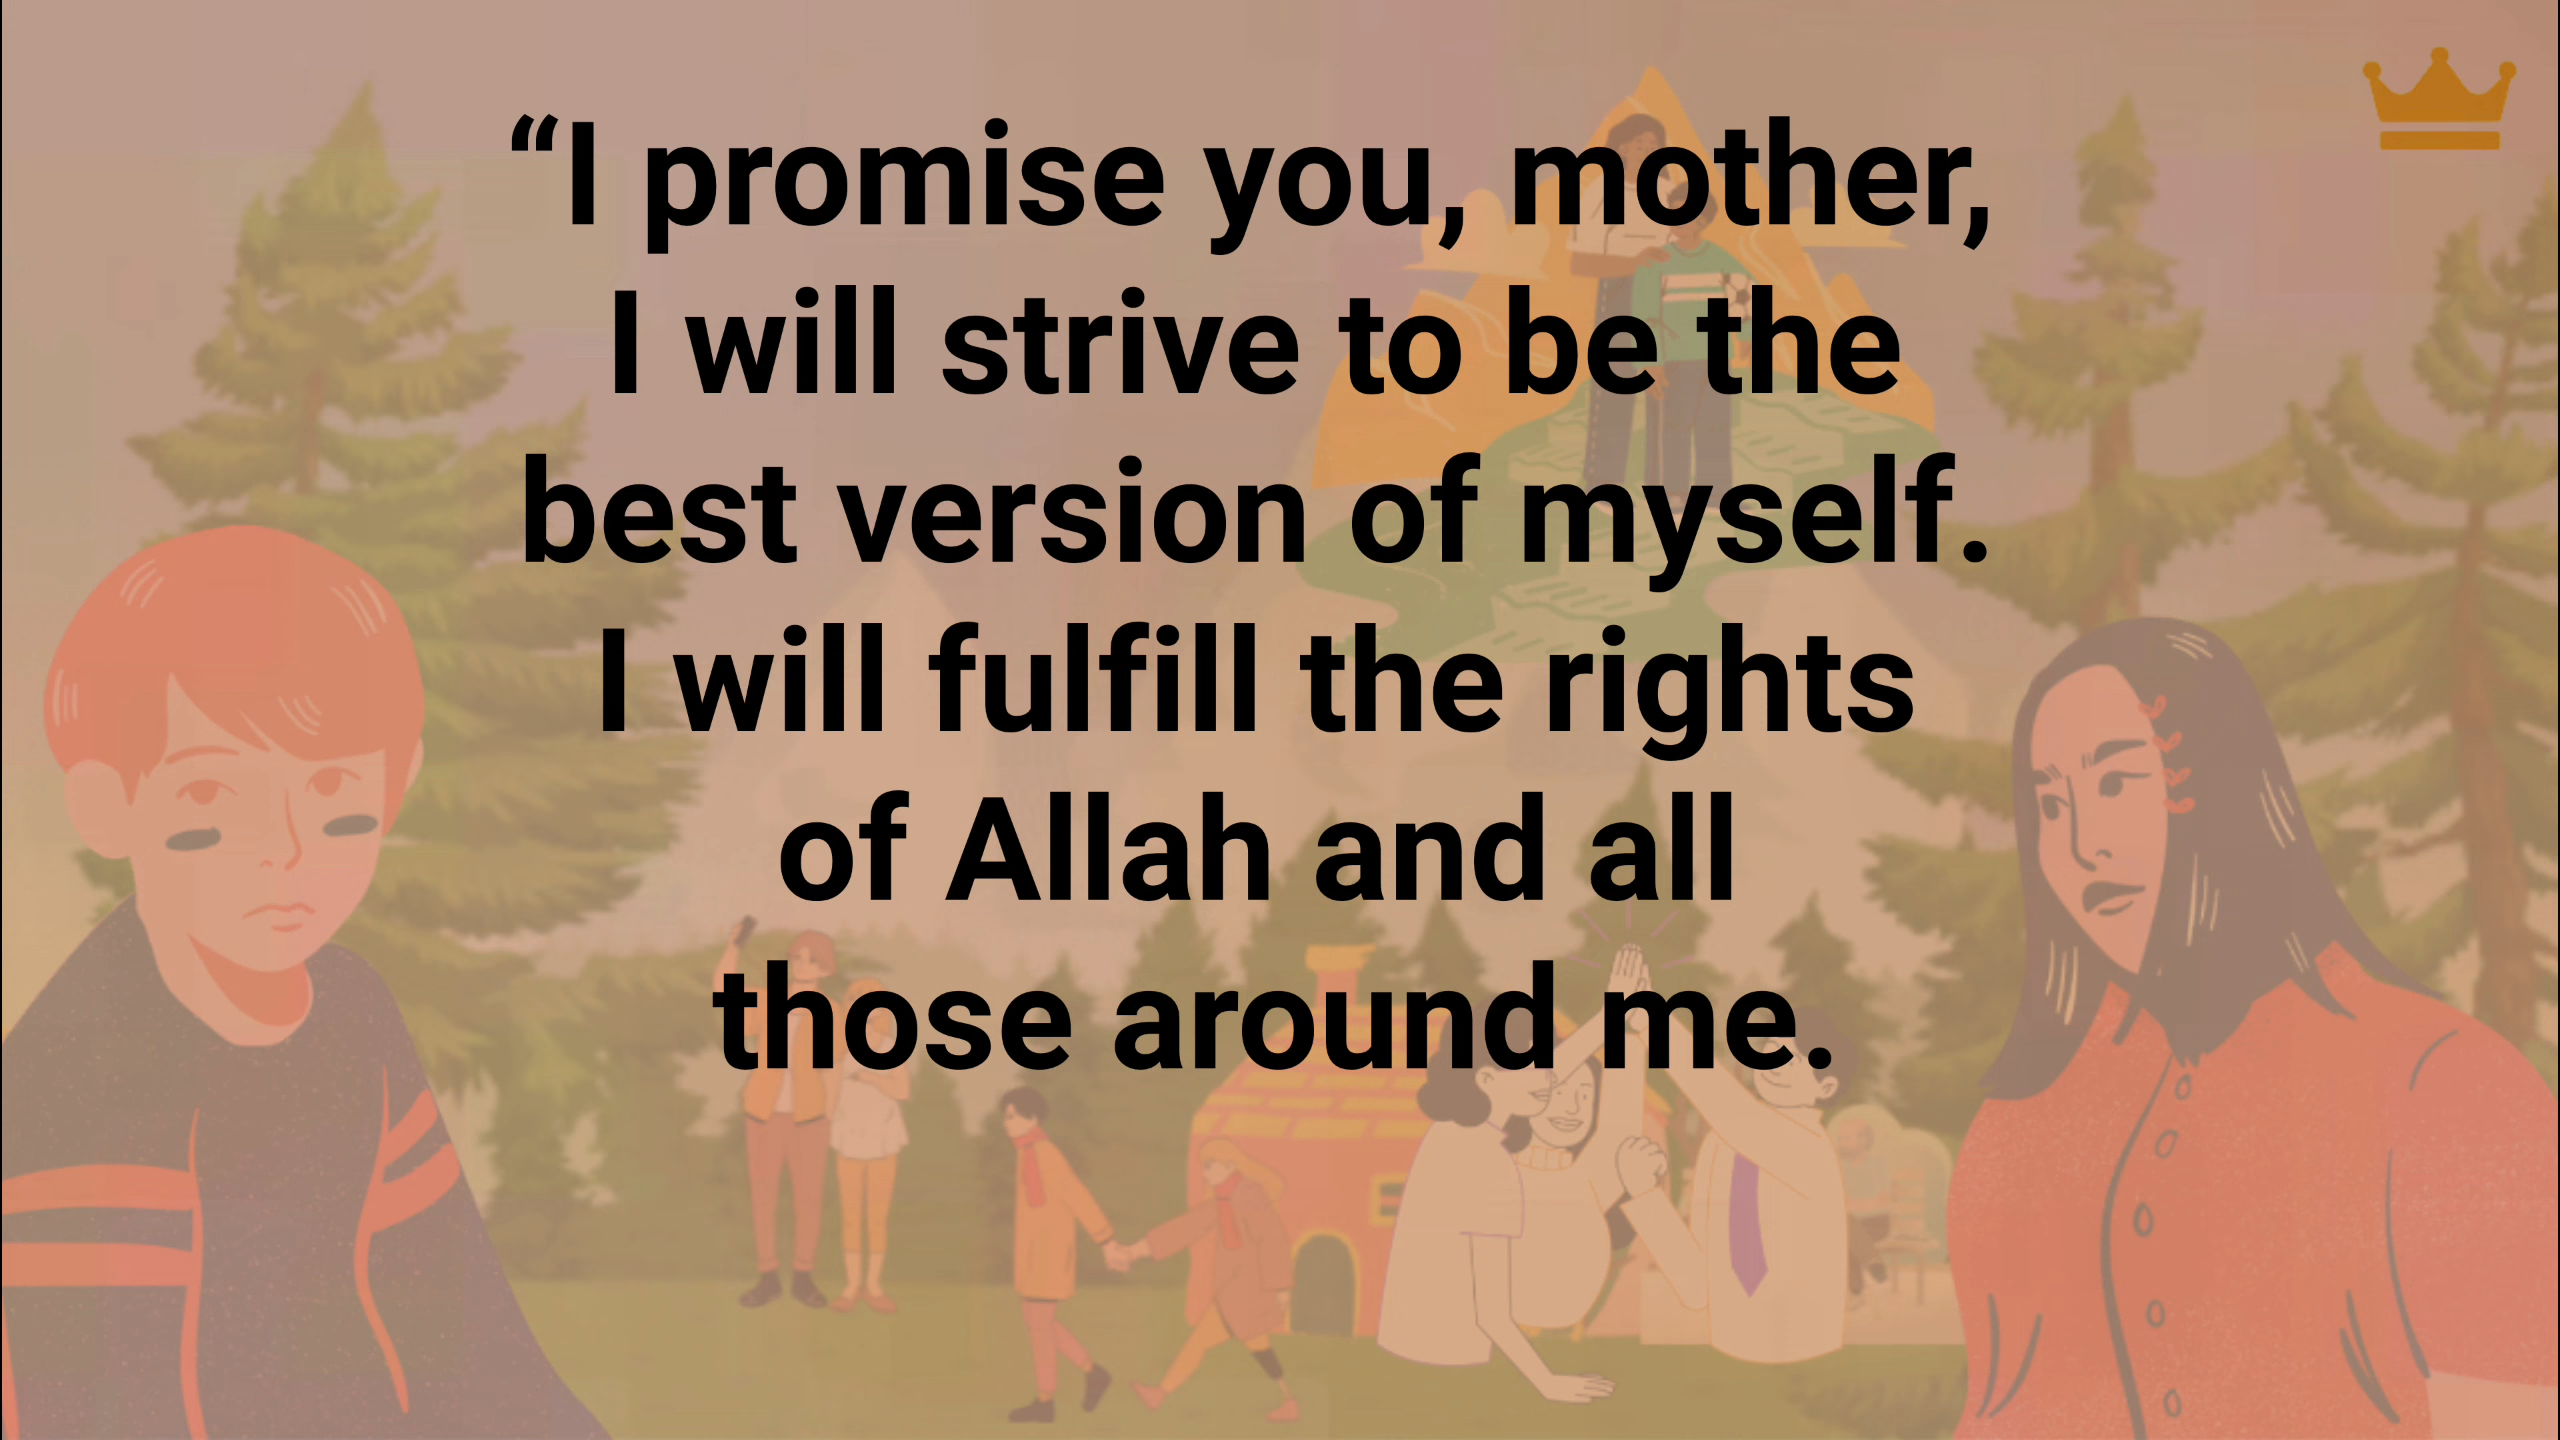 “I promise you, mother,
I will strive to be the
best version of myself.
I will fulfill the rights
of Allah and all
those around me.